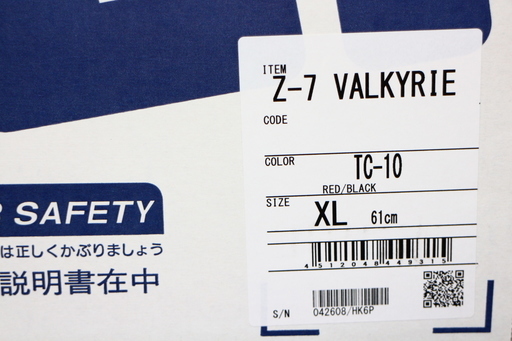 ITEM
Z-7 VALKYRIE
CODE
COLOR
TC-10
RED/BLACK
SIZE
XL 61cm
4512048449315
S/N
042608/HK6P
SAFETY
は正しくかぶりましょう
説明書在中